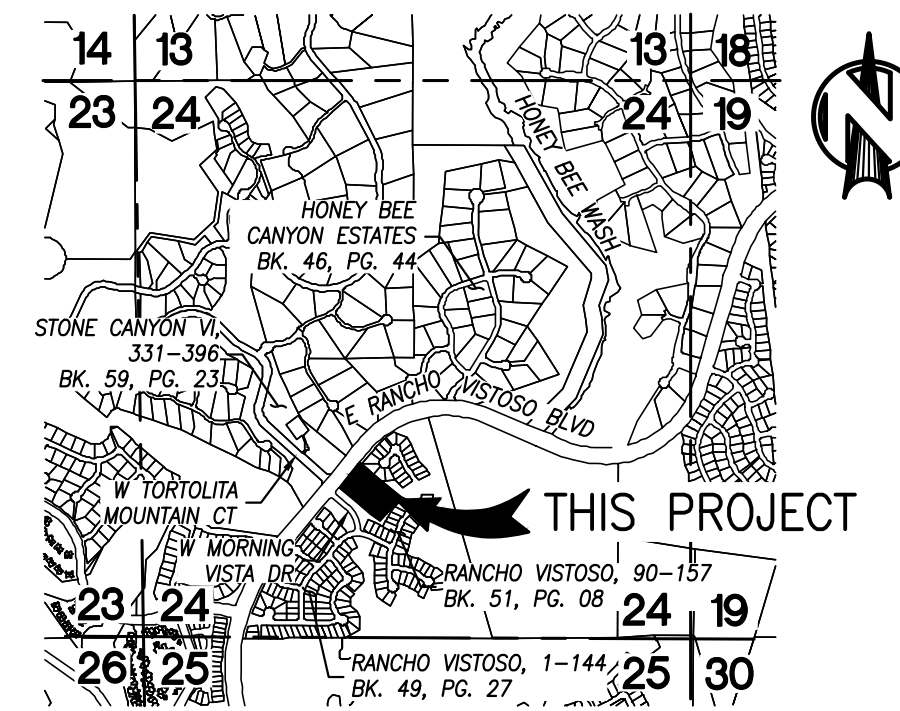 14 13 13 18
23 24 24 19
N
HONEY BEE WASH
HONEY BEE
CANYON ESTATES
BK. 46, PG. 44
STONE CANYON VI,
331-396
BK. 59, PG. 23
E RANCHO VISTOSO BLVD
W TORTOLITA
MOUNTAIN CT
THIS PROJECT
W MORNING
VISTA DR
RANCHO VISTOSO, 90-157
BK. 51, PG. 08
23 24 24 19
26 25 25 30
RANCHO VISTOSO, 1-144
BK. 49, PG. 27